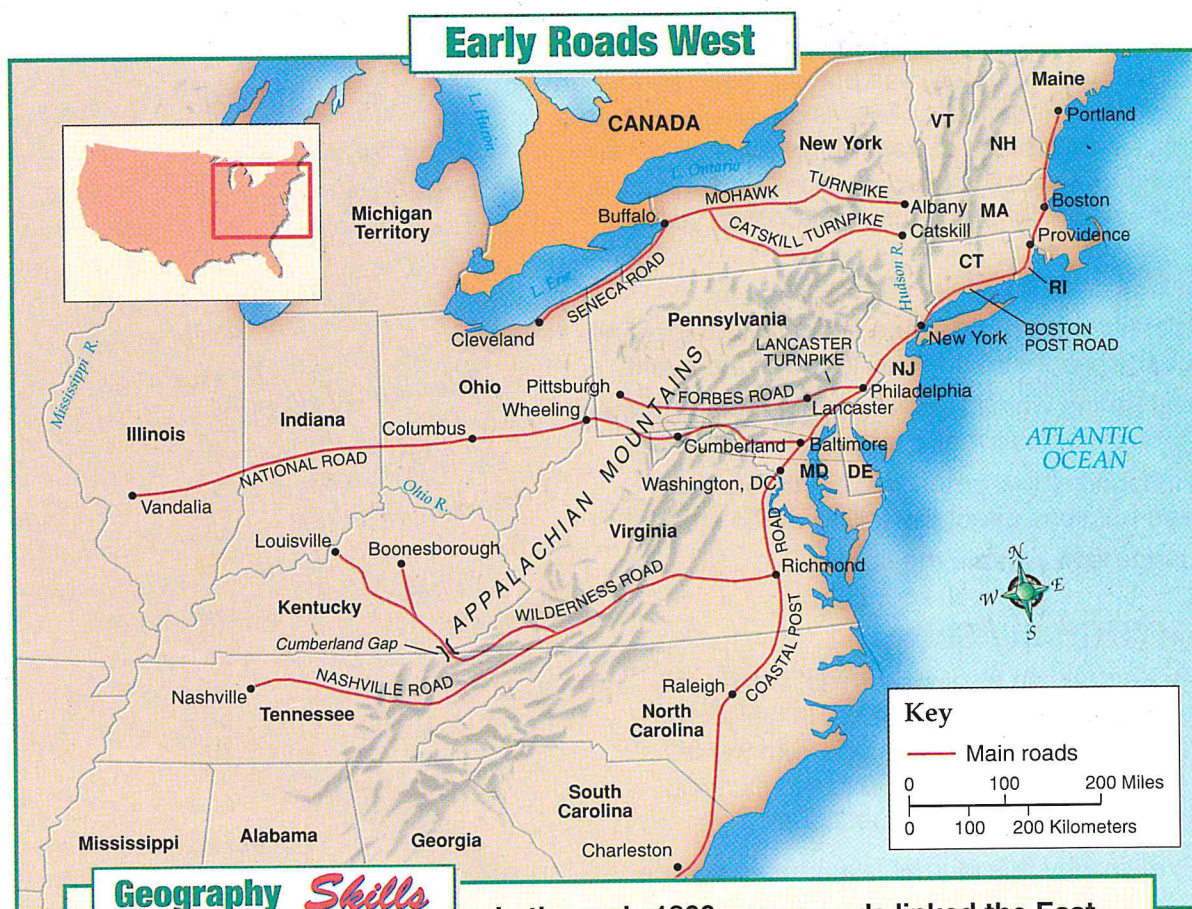 Early Roads West
Maine
Portland
CANADA
VT
NH
New York
L. Huron
L. Ontario
MOHAWK
TURNPIKE
Albany
Boston
MA
Michigan
Territory
Buffalo
CATSKILL TURNPIKE
Catskill
Providence
CT
RI
Hudson R.
L. Erie
SENECA ROAD
Cleveland
Pennsylvania
New York
BOSTON
POST ROAD
LANCASTER
TURNPIKE
NJ
Mississippi R.
Ohio
Pittsburgh
FORBES ROAD
Philadelphia
Lancaster
Wheeling
Illinois
Indiana
Columbus
Cumberland
Baltimore
ATLANTIC
OCEAN
NATIONAL ROAD
MD
DE
Washington, DC
Vandalia
Ohio R.
APPALACHIAN MOUNTAINS
Virginia
Louisville
Boonesborough
Richmond
WILDERNESS ROAD
Kentucky
Cumberland Gap
COASTAL POST
ROAD
N
W
E
S
NASHVILLE ROAD
Nashville
Tennessee
Raleigh
North
Carolina
Key
Main roads
0 100 200 Miles
0 100 200 Kilometers
South
Carolina
Mississippi
Alabama
Georgia
Charleston
Geography Skills